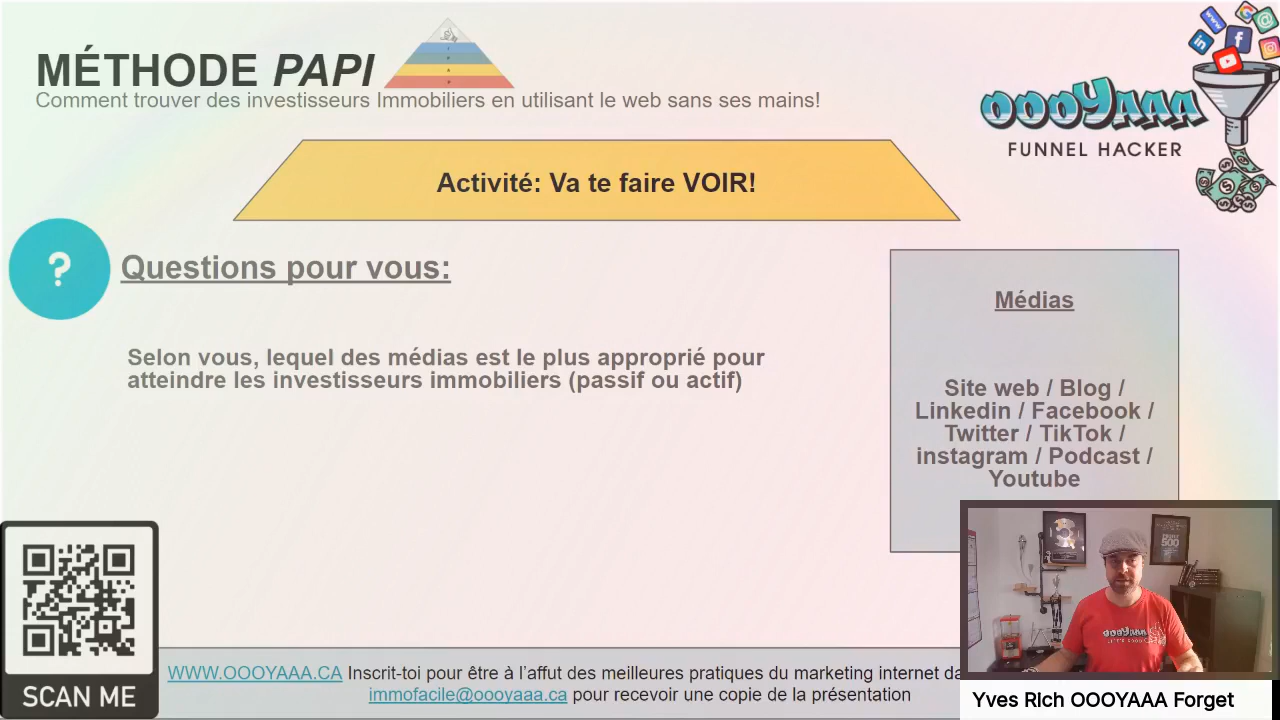 MÉTHODE PAPI
Comment trouver des investisseurs Immobiliers en utilisant le web sans ses mains!
OOOYAAA
FUNNEL HACKER
Activité: Va te faire VOIR!
?
Questions pour vous:
Selon vous, lequel des médias est le plus approprié pour
atteindre les investisseurs immobiliers (passif ou actif)
Médias
Site web / Blog /
Linkedin / Facebook /
Twitter / TikTok /
instagram / Podcast /
Youtube
SCAN ME
WWW.OOOYAAA.CA Inscrit-toi pour être à l'affut des meilleures pratiques du marketing internet da
immofacile@oooyaaa.ca pour recevoir une copie de la présentation
oooyaaa
Yves RIch OOOYAAA Forget